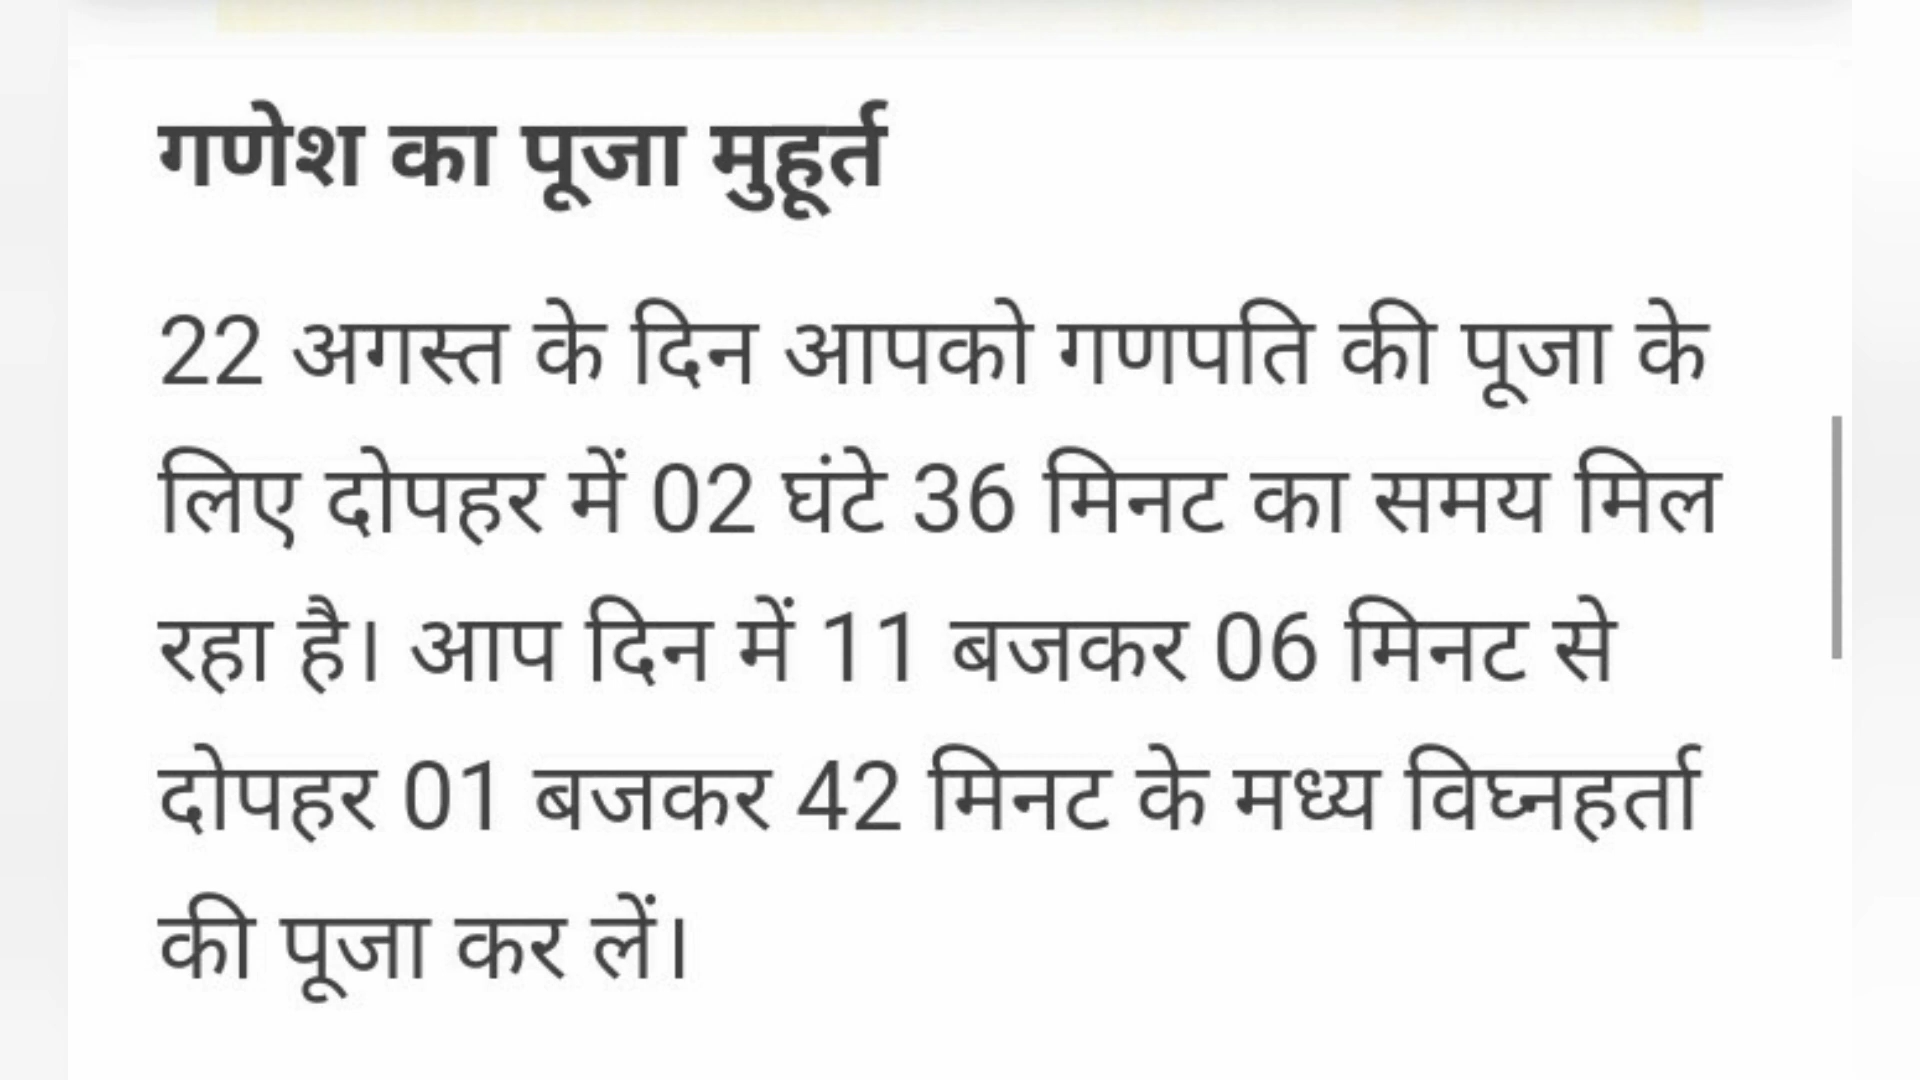 गणेश का पूजा मुहूर्त
22 अगस्त के दिन आपको गणपति की पूजा के
लिए दोपहर में 02 घंटे 36 मिनट का समय मिल
रहा है। आप दिन में 11 बजकर 06 मिनट से
दोपहर 01 बजकर 42 मिनट के मध्य विघ्नहर्ता
की पूजा कर लें।